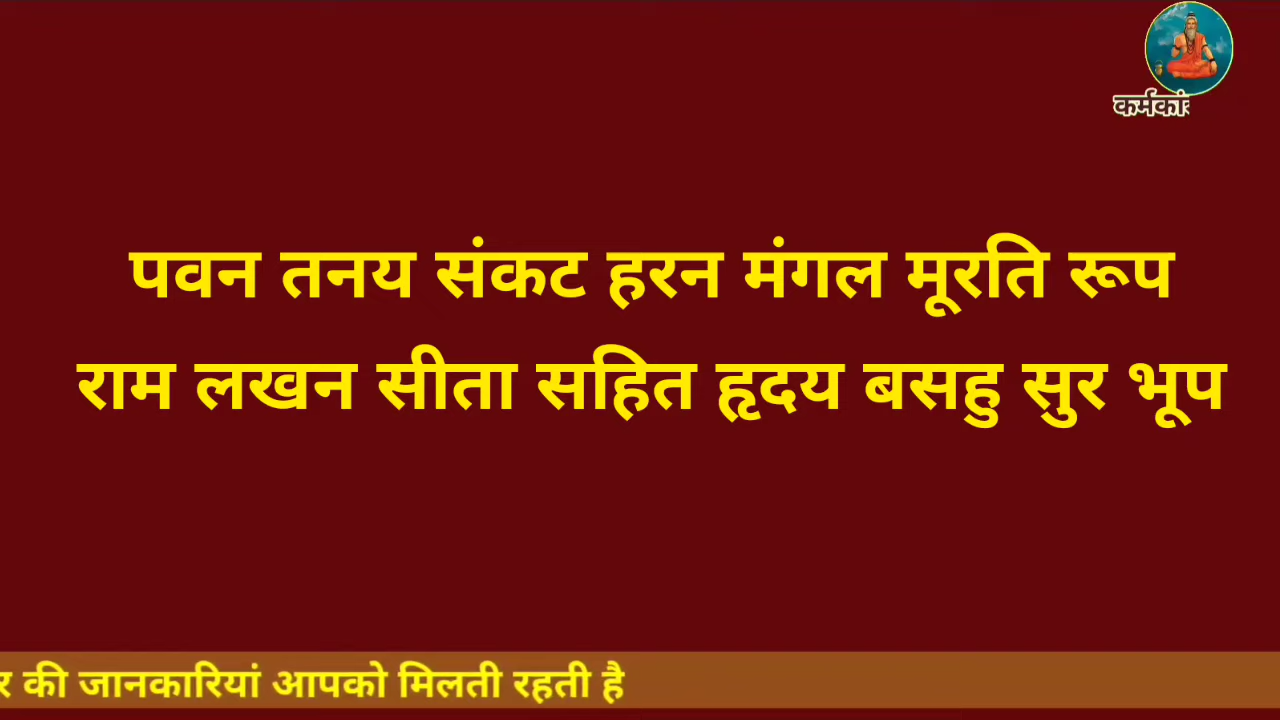 पवन तनय संकट हरन मंगल मूरति रूप
राम लखन सीता सहित हृदय बसहु सुर भूप
की जानकारियां आपको मिलती रहती है